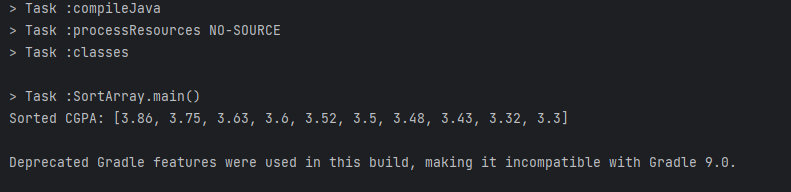 > Task :compileJava
> Task :processResources NO-SOURCE
> Task :classes
> Task :SortArray.main()
Sorted CGPA: [3.86, 3.75, 3.63, 3.6, 3.52, 3.5, 3.48, 3.43, 3.32, 3.3]
Deprecated Gradle features were used in this build, making it incompatible with Gradle 9.0.